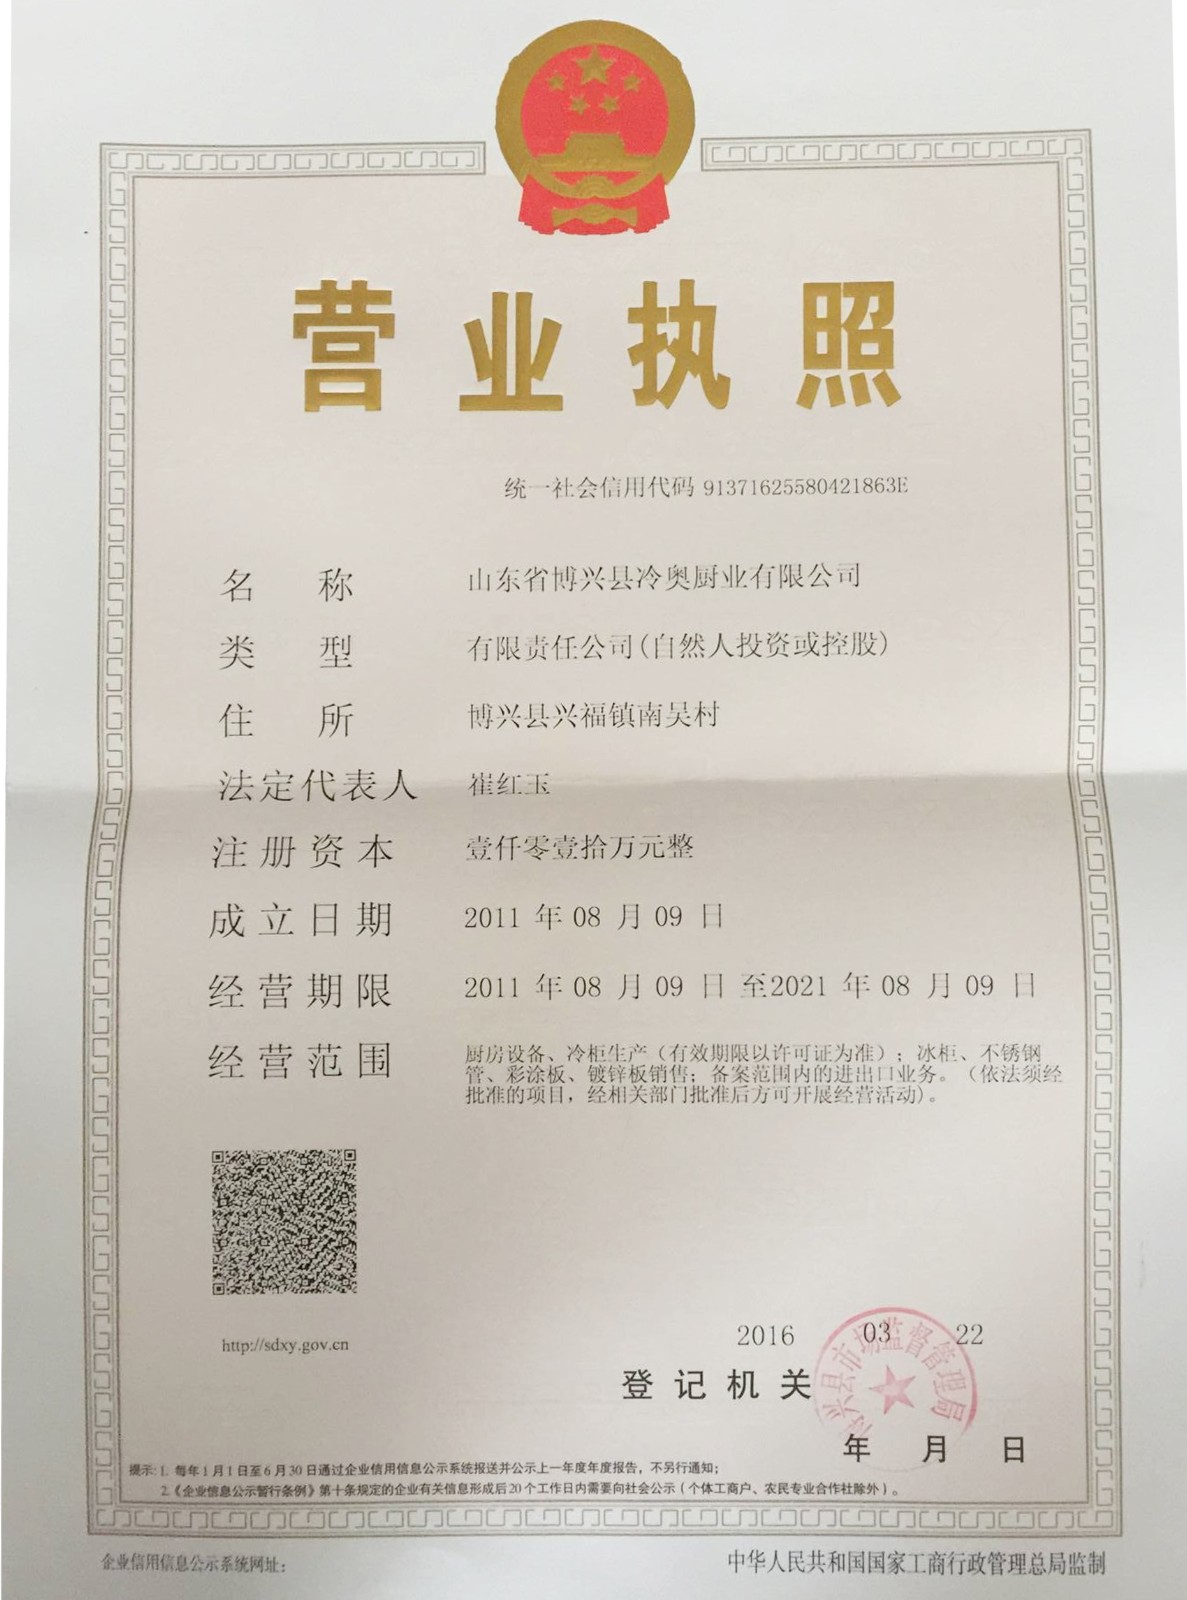 营业执照
统一社会信用代码 91371625580421863E
名称 山东省博兴县冷奥厨业有限公司
类型 有限责任公司(自然人投资或控股)
住所 博兴县兴福镇南吴村
法定代表人 崔红玉
注册资本 壹仟零壹拾万元整
成立日期 2011 年 08 月 09 日
经营期限 2011 年 08 月 09 日 至2021 年 08 月 09 日
经营范围 厨房设备、冷柜生产（有效期限以许可证为准）；冰柜、不锈钢
管、彩涂板、镀锌板销售；备案范围内的进出口业务。（依法须经
批准的项目，经相关部门批准后方可开展经营活动）。
http://sdxy.gov.cn
2016 03 22
登记机关
博兴县市场监督管理局
年 月 日
提示：1. 每年1月1日至6月30日通过企业信用信息公示系统报送并公示上一年度年度报告，不另行通知；
2.《企业信息公示暂行条例》第十条规定的企业有关信息形成后20个工作日内需要向社会公示（个体工商户、农民专业合作社除外）。
企业信用信息公示系统网址：
中华人民共和国国家工商行政管理总局监制